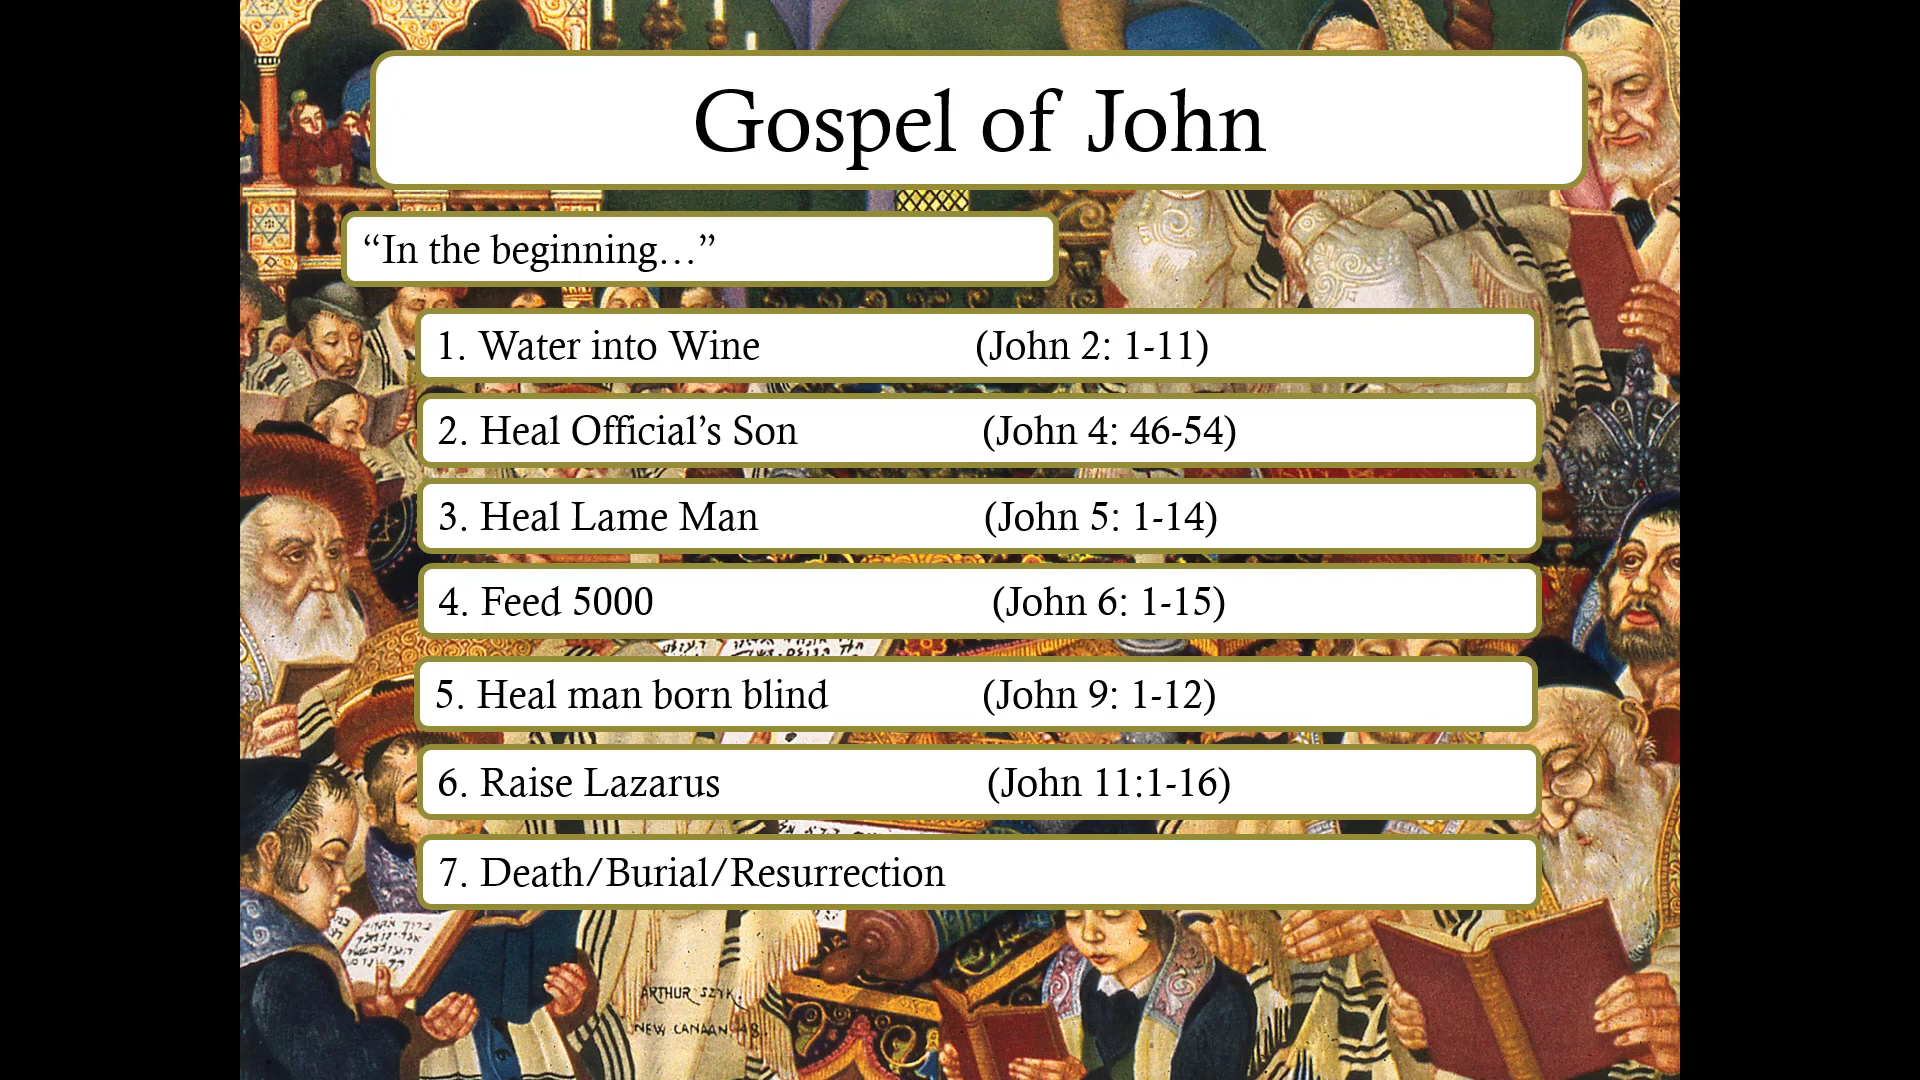 Gospel of John
“In the beginning…”
1. Water into Wine (John 2: 1-11)
2. Heal Official’s Son (John 4: 46-54)
3. Heal Lame Man (John 5: 1-14)
4. Feed 5000 (John 6: 1-15)
5. Heal man born blind (John 9: 1-12)
6. Raise Lazarus (John 11:1-16)
7. Death/Burial/Resurrection
ARTHUR SZYK
NEW CANAAN